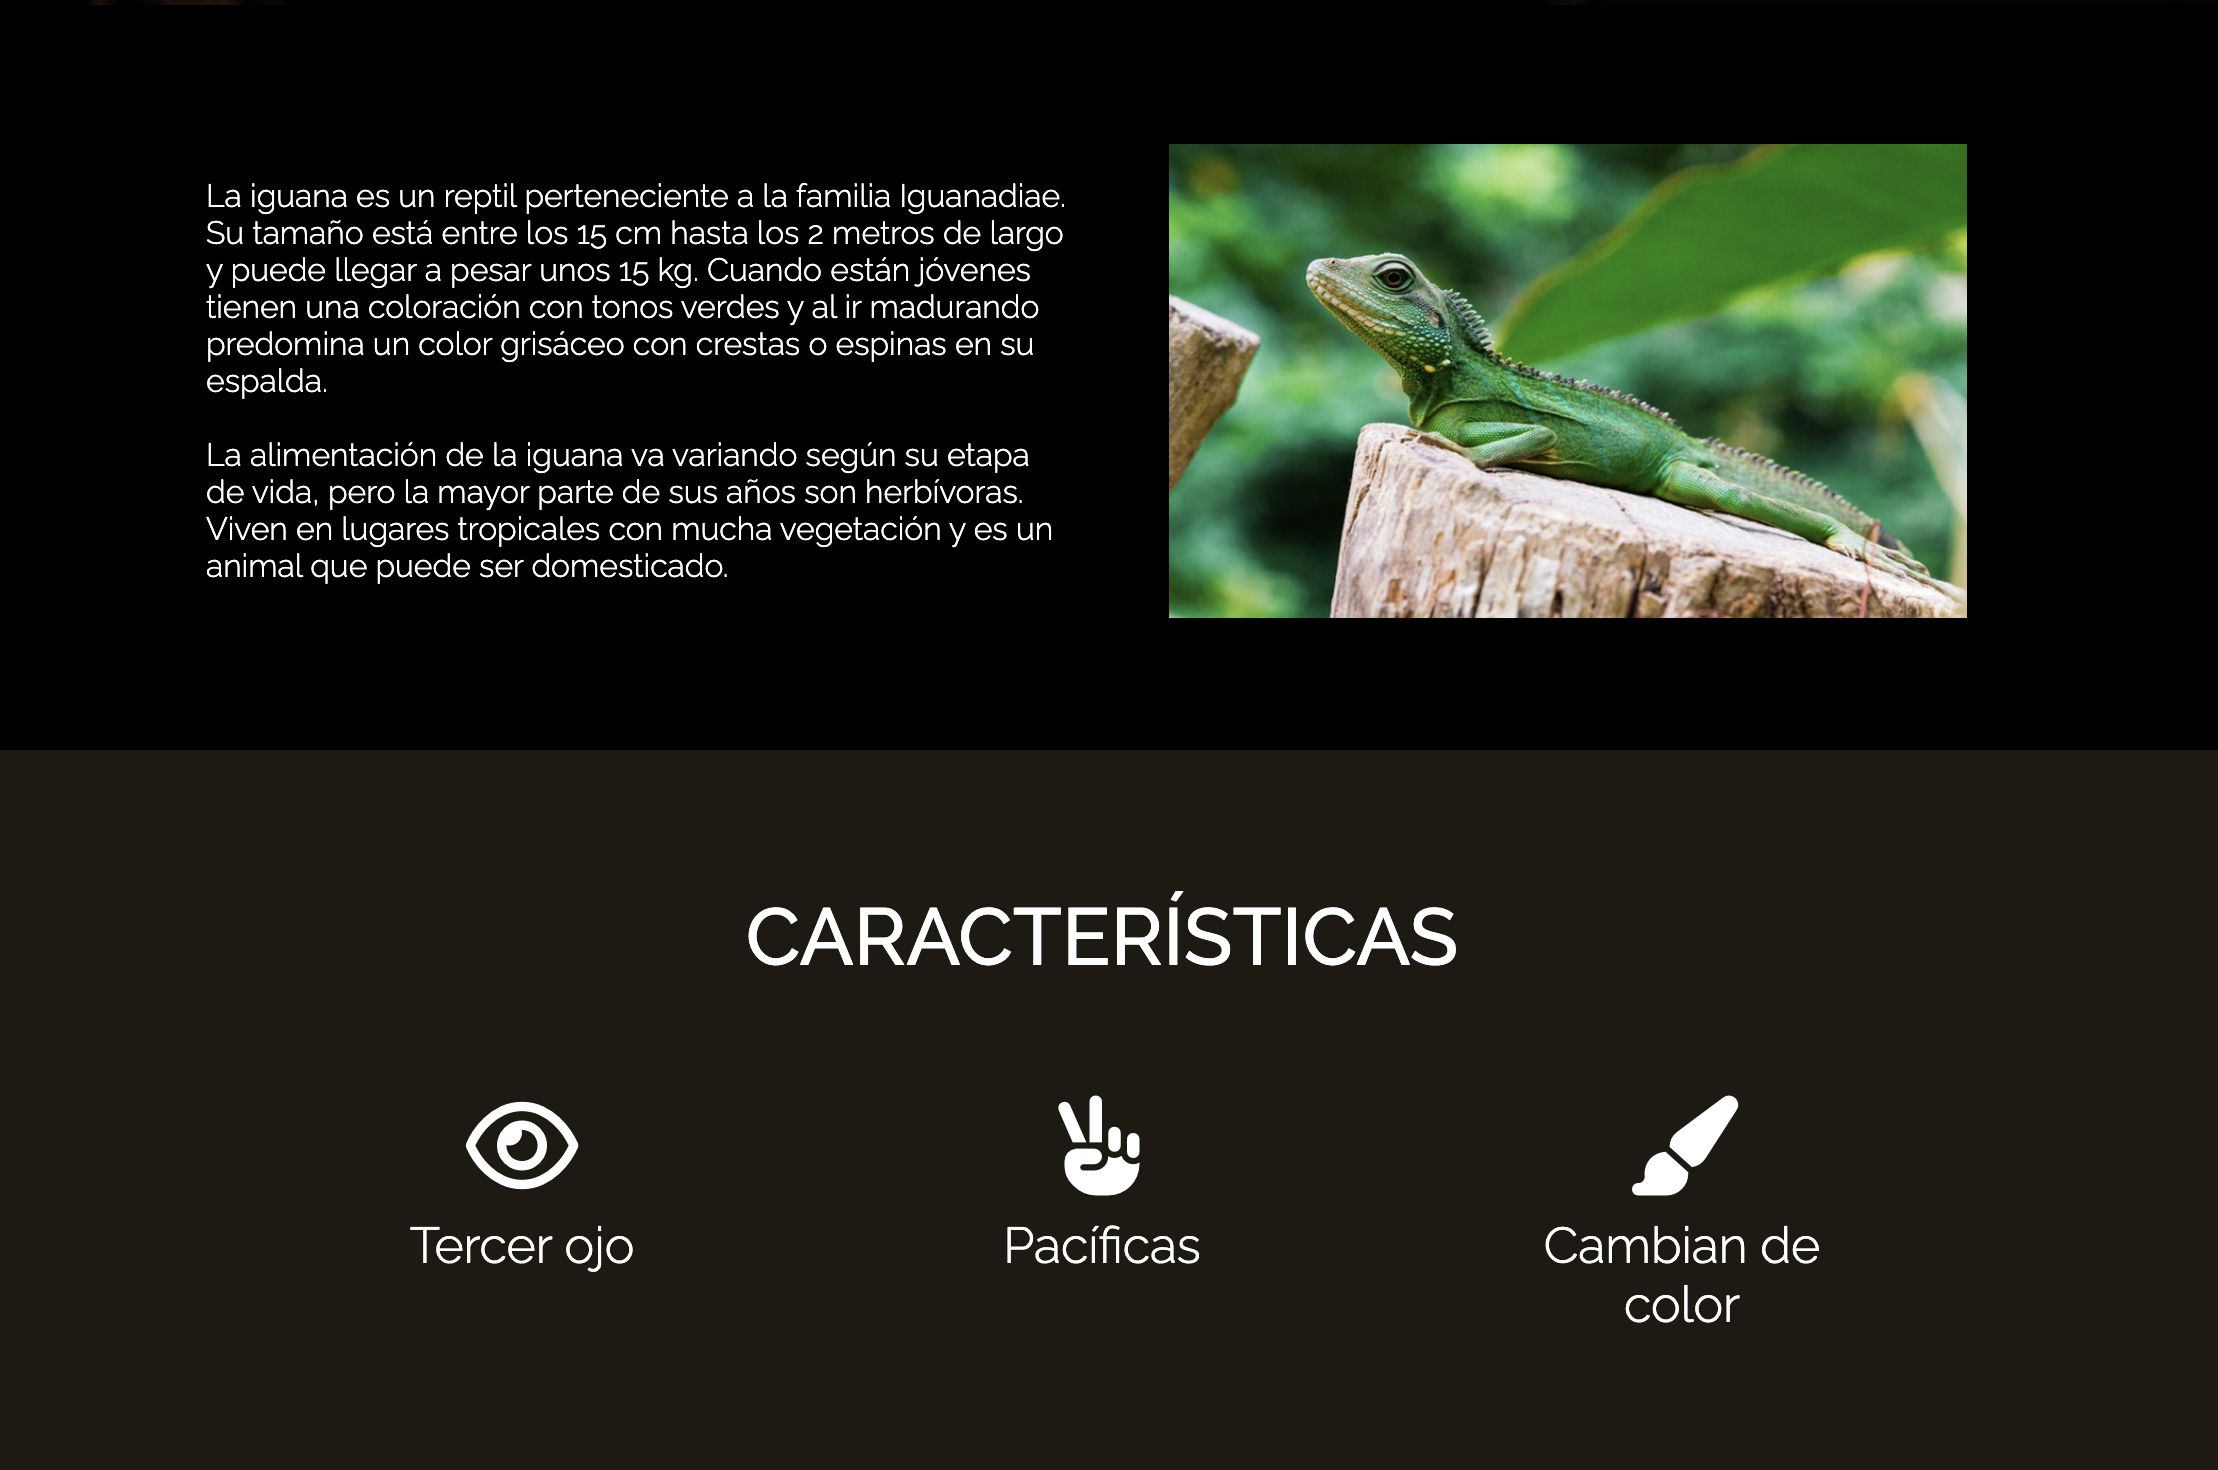 La iguana es un reptil perteneciente a la familia Iguanadiae.
Su tamaño está entre los 15 cm hasta los 2 metros de largo
y puede llegar a pesar unos 15 kg. Cuando están jóvenes
tienen una coloración con tonos verdes y al ir madurando
predomina un color grisáceo con crestas o espinas en su
espalda.
La alimentación de la iguana va variando según su etapa
de vida, pero la mayor parte de sus años son herbívoras.
Viven en lugares tropicales con mucha vegetación y es un
animal que puede ser domesticado.
CARACTERÍSTICAS
Tercer ojo
Pacíficas
Cambian de
color